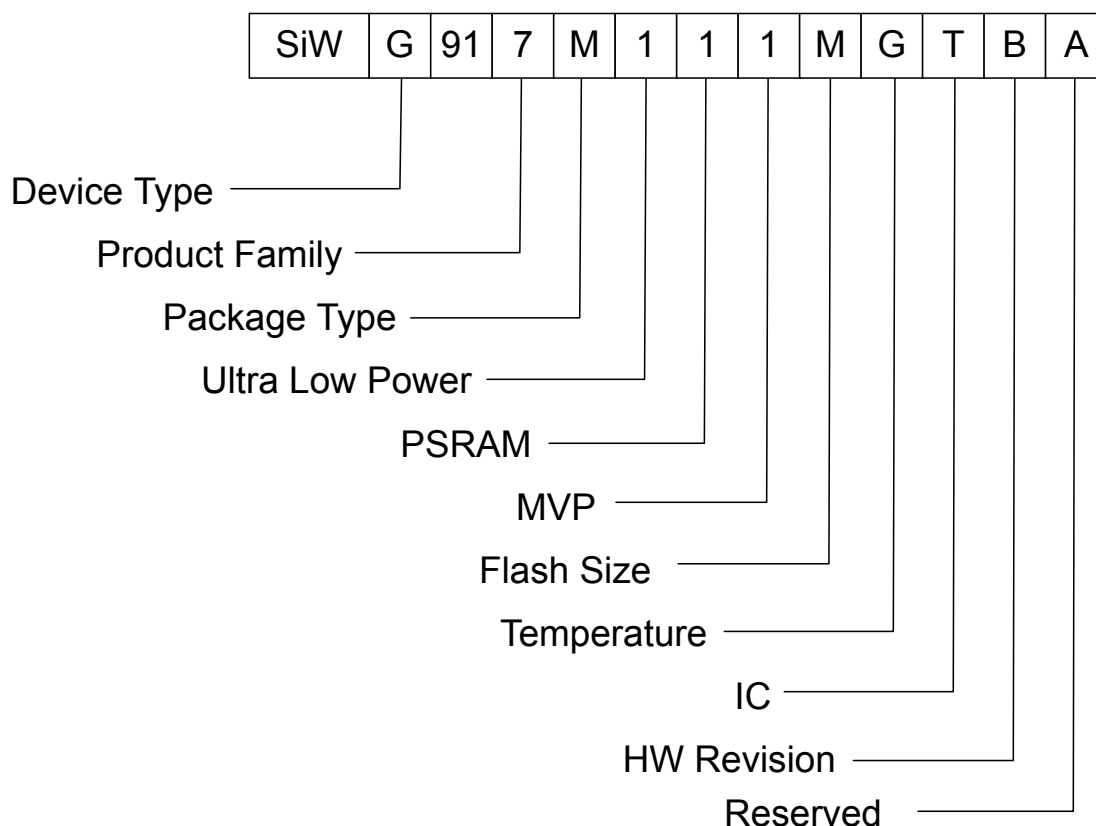 SiW G 91 7 M 1 1 1 M G T B A
Device Type
Product Family
Package Type
Ultra Low Power
PSRAM
MVP
Flash Size
Temperature
IC
HW Revision
Reserved